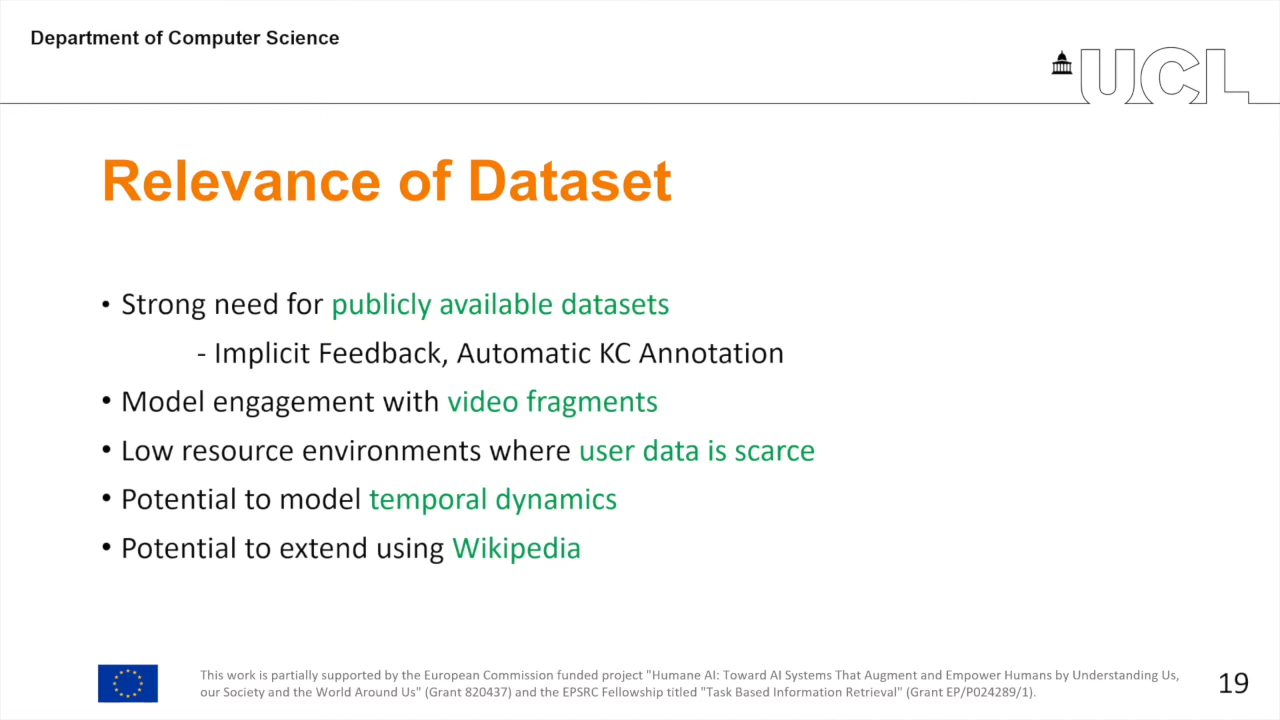 Department of Computer Science
UCL
Relevance of Dataset
• Strong need for publicly available datasets
- Implicit Feedback, Automatic KC Annotation
• Model engagement with video fragments
• Low resource environments where user data is scarce
• Potential to model temporal dynamics
• Potential to extend using Wikipedia
This work is partially supported by the European Commission funded project "Humane AI: Toward AI Systems That Augment and Empower Humans by Understanding Us,
our Society and the World Around Us" (Grant 820437) and the EPSRC Fellowship titled "Task Based Information Retrieval" (Grant EP/P024289/1).
19